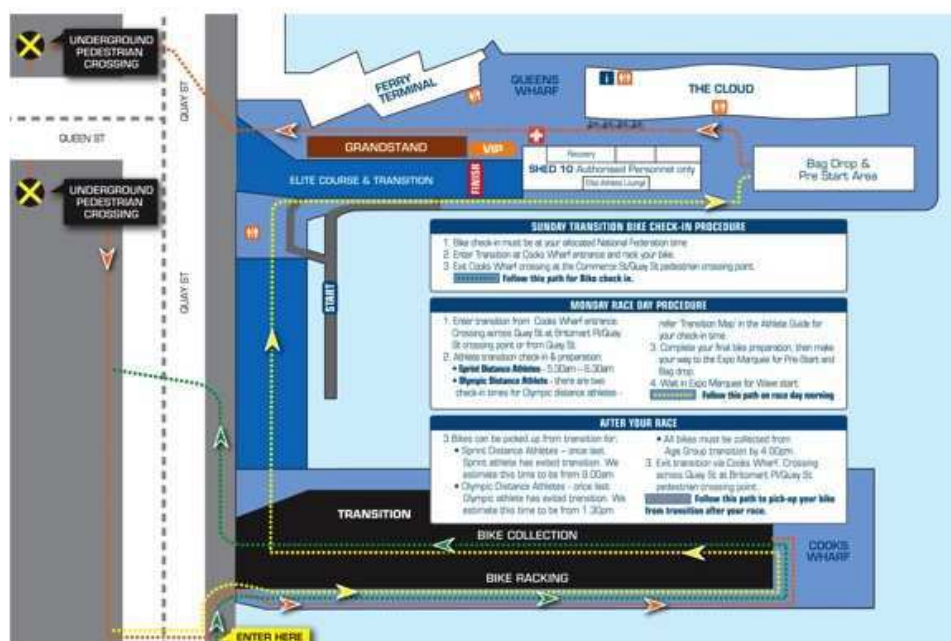 UNDERGROUND
PEDESTRIAN
CROSSING
QUAY ST
QUEEN ST
UNDERGROUND
PEDESTRIAN
CROSSING
QUAY ST
FERRY
TERMINAL
QUEENS
WHARF
THE CLOUD
GRANDSTAND
VIP
FINISH
Recovery
SHED 10 Authorised Personnel only
Elite Athlete Lounge
Bag Drop &
Pre Start Area
ELITE COURSE & TRANSITION
START
SUNDAY TRANSITION BIKE CHECK-IN PROCEDURE
1. Bike check-in must be at your allocated National Federation time
2. Enter Transition at Cooks Wharf entrance and rack your bike.
3. Exit Cooks Wharf crossing at the Commerce St/Quay St pedestrian crossing point.
Follow this path for Bike check in.
MONDAY RACE DAY PROCEDURE
1. Enter transition from Cooks Wharf entrance.
Crossing across Quay St. at Britomart Pl/Quay
St crossing point or from Quay St.
2. Athlete transition check-in & preparation:
• Sprint Distance Athletes - 5.30am – 6.30am
• Olympic Distance Athlete - there are two
check-in times for Olympic distance athletes -
refer 'Transition Map' in the Athlete Guide for
your check-in time.
3. Complete your final bike preparation, then make
your way to the Expo Marquee for Pre-Start and
Bag drop.
4. Wait in Expo Marquee for Wave start.
Follow this path on race day morning
AFTER YOUR RACE
3 Bikes can be picked up from transition for:
• Sprint Distance Athletes – once last
Sprint athlete has exited transition. We
estimate this time to be from 9.00am
• Olympic Distance Athletes - once last
Olympic athlete has exited transition. We
estimate this time to be from 1.30pm
• All bikes must be collected from
Age Group transition by 4.00pm.
3. Exit transition via Cooks Wharf. Crossing
across Quay St at Britomart Pl/Quay St
pedestrian crossing point.
Follow this path to pick-up your bike
from transition after your race.
TRANSITION
BIKE COLLECTION
BIKE RACKING
COOKS
WHARF
ENTER HERE